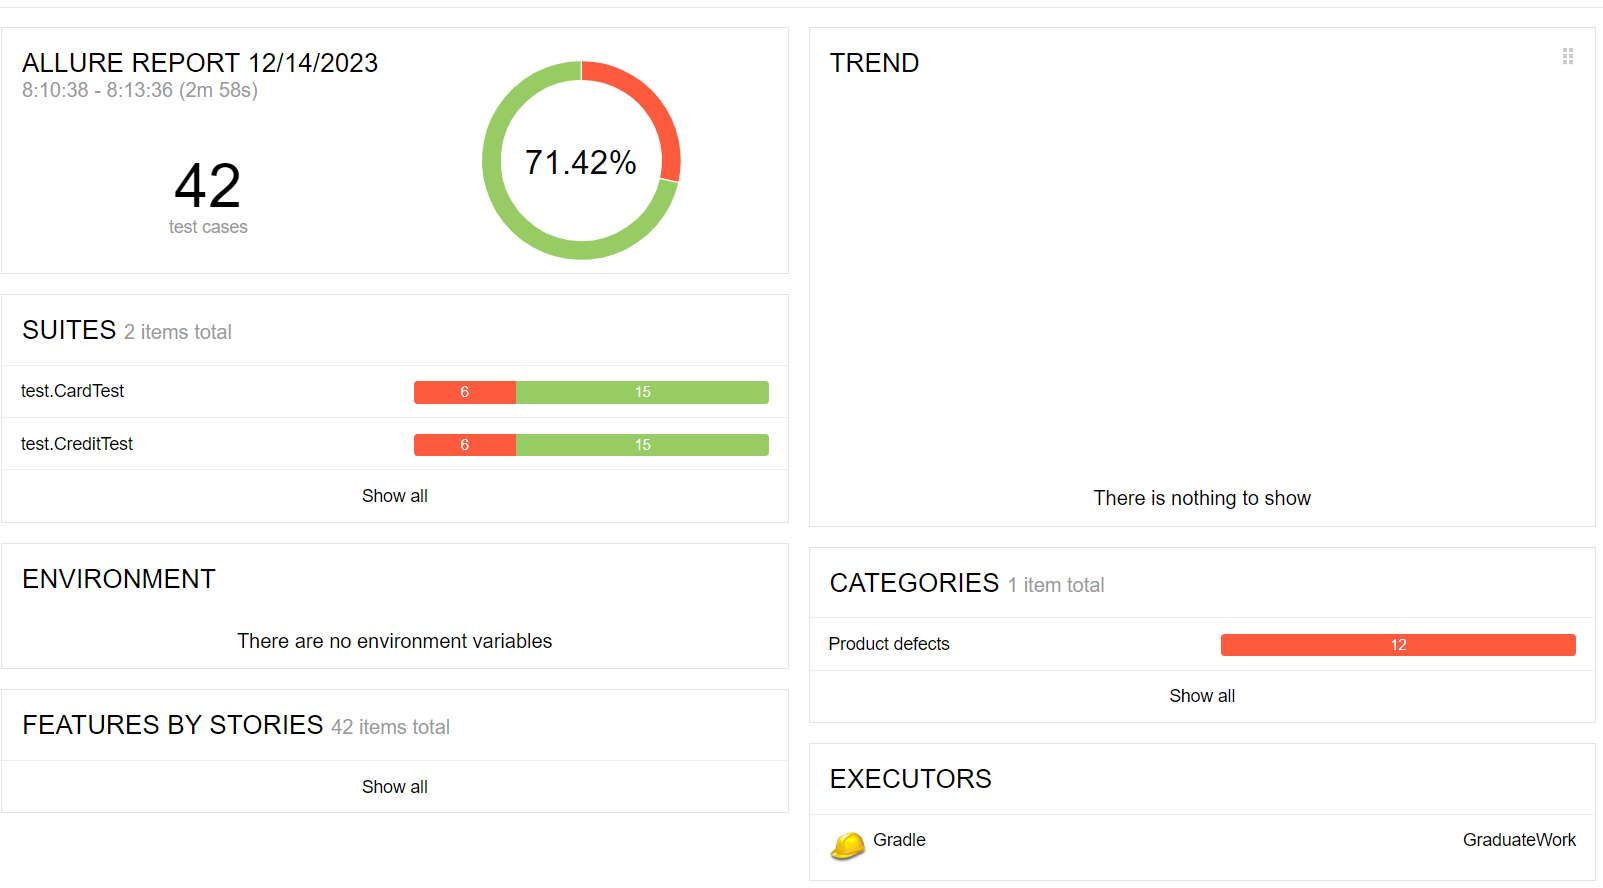 ALLURE REPORT 12/14/2023
8:10:38 - 8:13:36 (2m 58s)
42
test cases
71.42%
SUITES 2 items total
test.CardTest 6 15
test.CreditTest 6 15
Show all
ENVIRONMENT
There are no environment variables
FEATURES BY STORIES 42 items total
Show all
TREND
There is nothing to show
CATEGORIES 1 item total
Product defects 12
Show all
EXECUTORS
Gradle GraduateWork